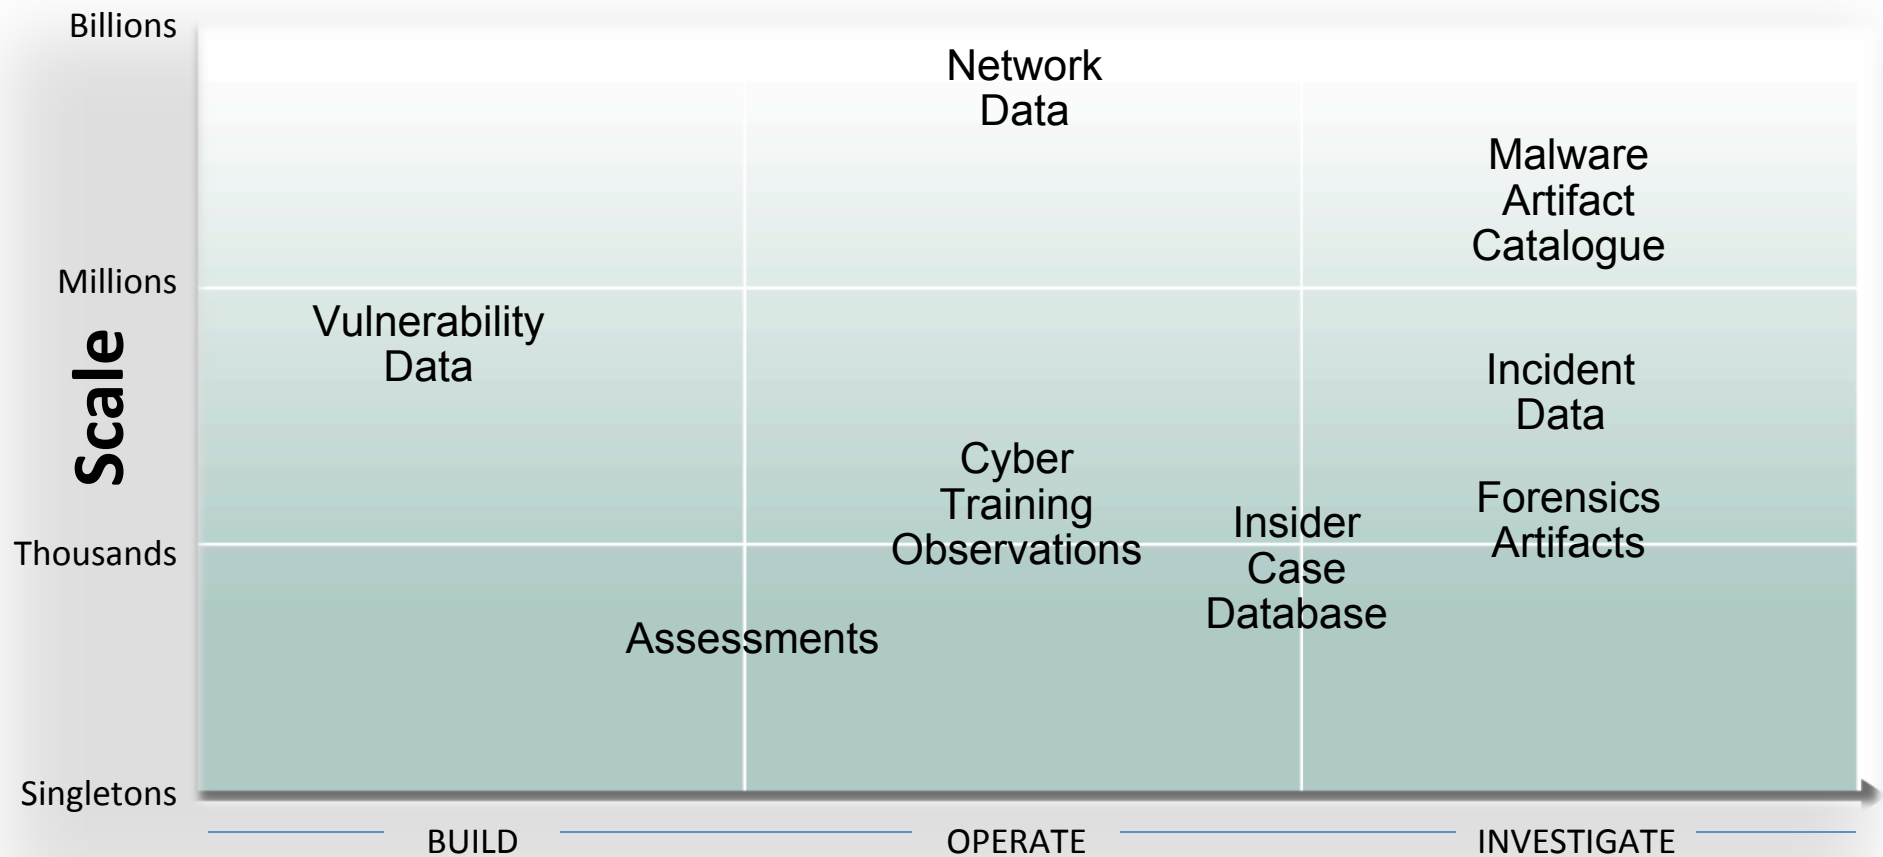 Billions
Network
Data
Malware
Artifact
Catalogue
Millions
Vulnerability
Data
Scale
Incident
Data
Cyber
Training
Observations
Insider
Case
Database
Forensics
Artifacts
Thousands
Assessments
Singletons
BUILD
OPERATE
INVESTIGATE